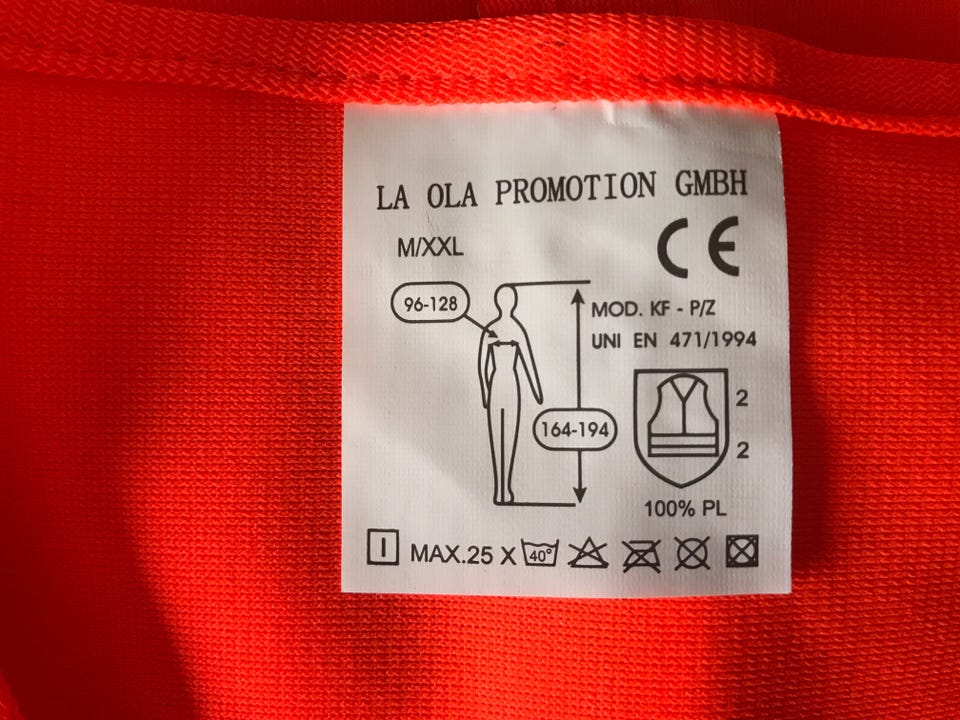 LA OLA PROMOTION GMBH
M/XXL
CE
96-128
MOD. KF - P/Z
UNI EN 471/1994
164-194
2
2
100% PL
I MAX.25 X 40°